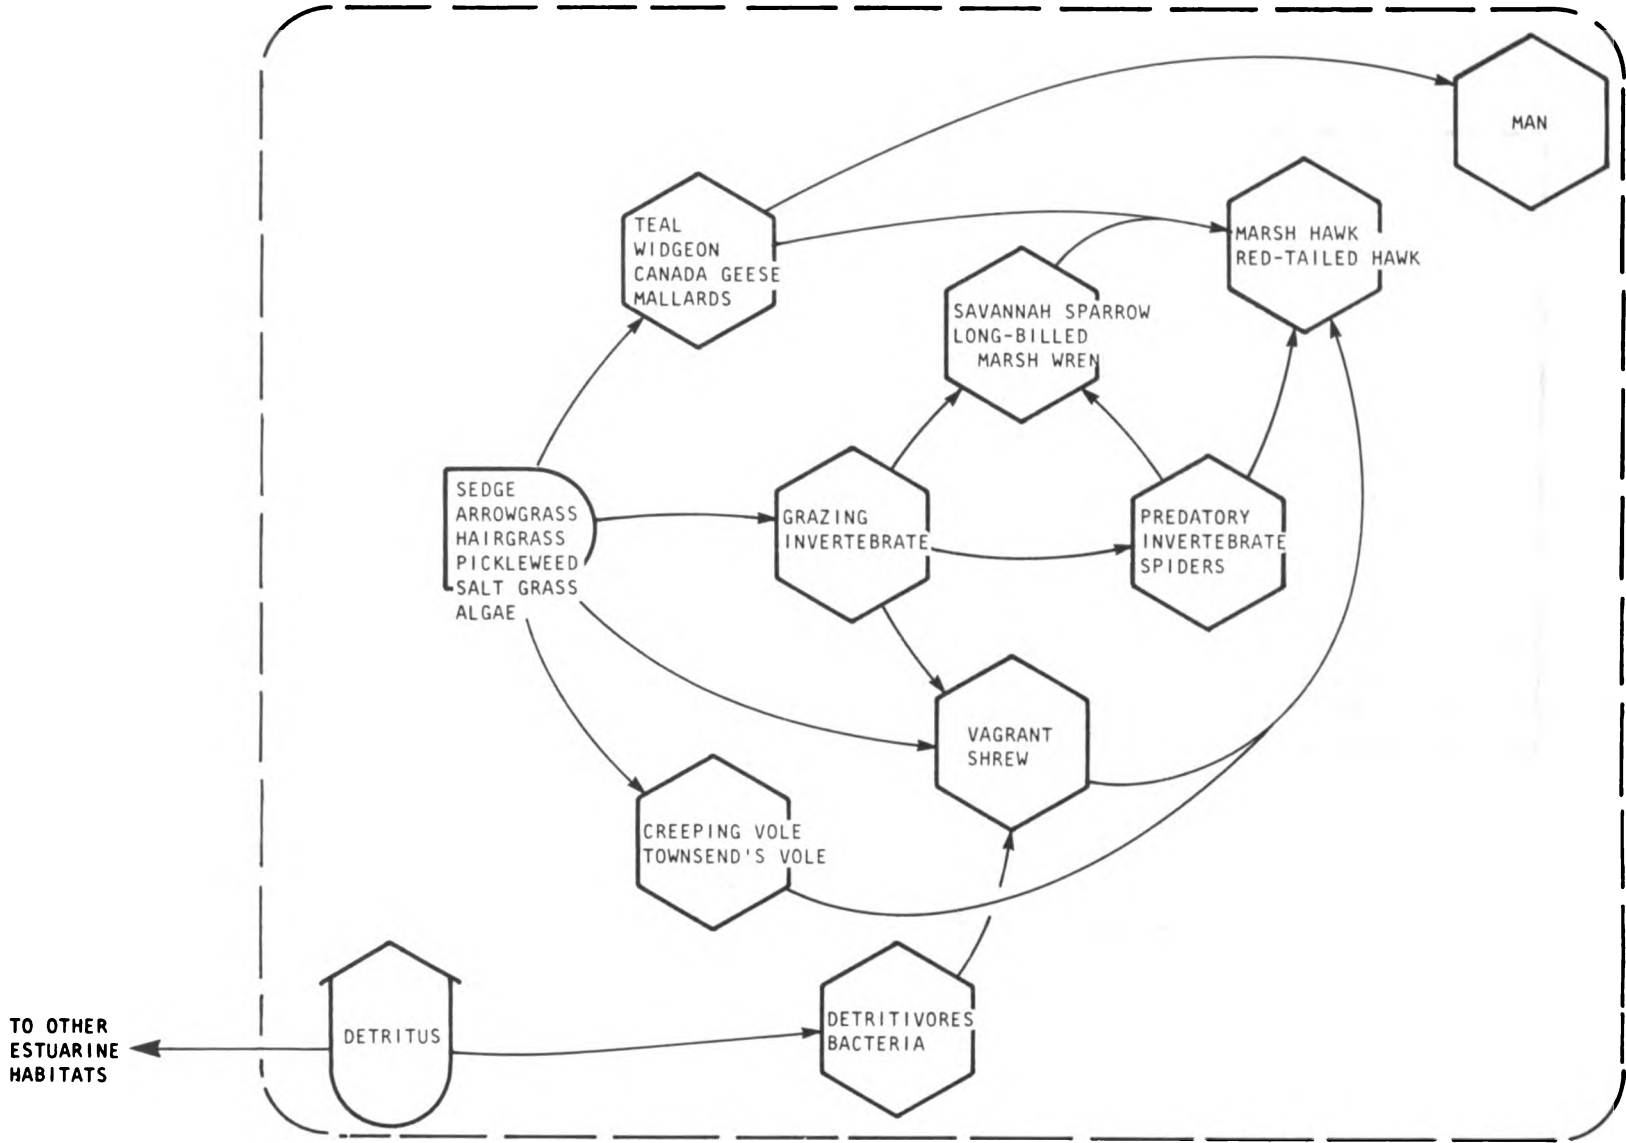 MAN
TEAL
WIDGEON
CANADA GEESE
MALLARDS
MARSH HAWK
RED-TAILED HAWK
SAVANNAH SPARROW
LONG-BILLED
MARSH WREN
SEDGE
ARROWGRASS
HAIRGRASS
PICKLEWEED
SALT GRASS
ALGAE
GRAZING
INVERTEBRATE
PREDATORY
INVERTEBRATE
SPIDERS
VAGRANT
SHREW
CREEPING VOLE
TOWNSEND'S VOLE
TO OTHER
ESTUARINE
HABITATS
DETRITUS
DETRITIVORES
BACTERIA